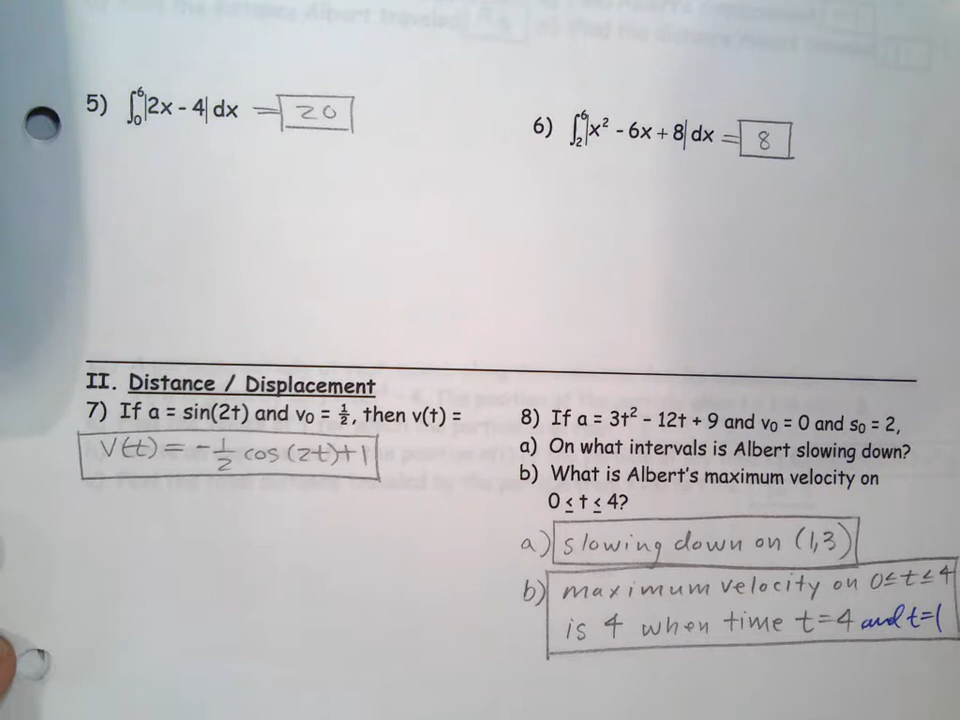 5) ∫₀⁶|2x - 4| dx = 20
6) ∫₂⁶|x² - 6x + 8| dx = 8
II. Distance / Displacement
7) If a = sin(2t) and v₀ = ½, then v(t) =
V(t) = -½ cos(2t)+1
8) If a = 3t² - 12t + 9 and v₀ = 0 and s₀ = 2,
a) On what intervals is Albert slowing down?
b) What is Albert's maximum velocity on
0 ≤ t ≤ 4?
a) slowing down on (1,3)
b) maximum velocity on 0≤t≤4
is 4 when time t=4 and t=1